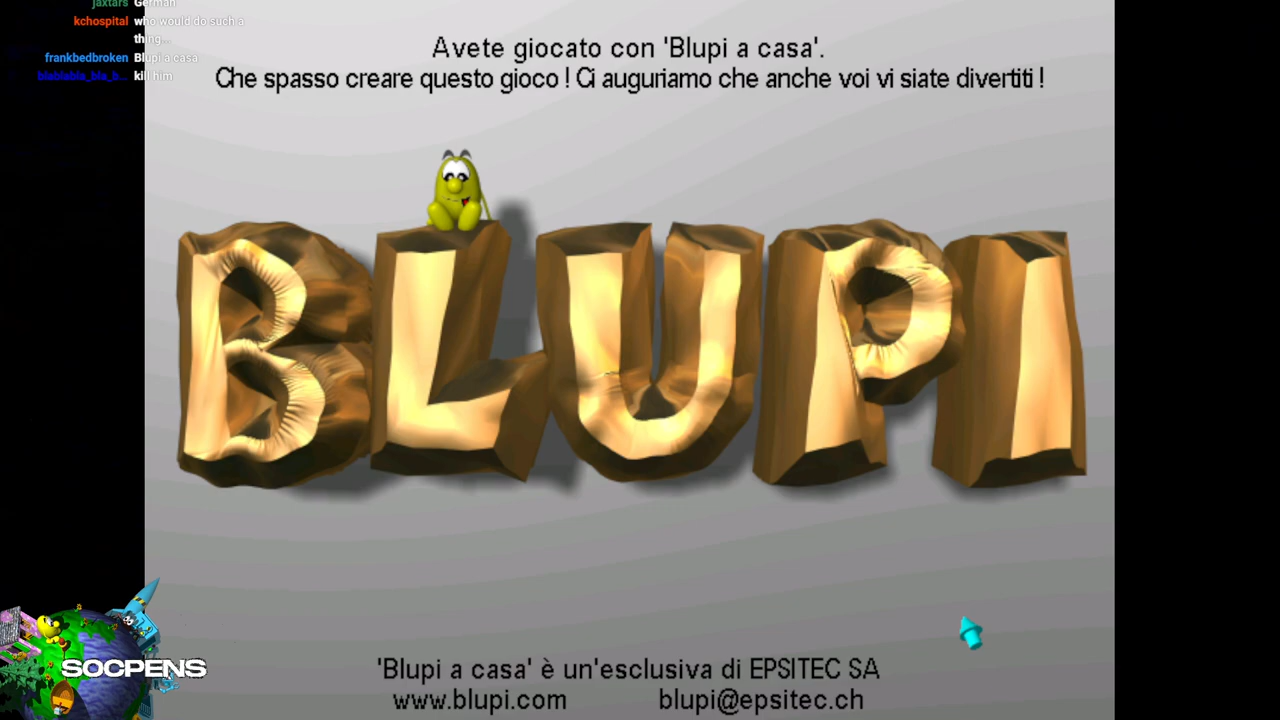 jaxtars German
kchospital who would do such a
thing...
frankbedbroken Blupi a casa
blablabla_bla_b... kill him
Avete giocato con 'Blupi a casa'.
Che spasso creare questo gioco ! Ci auguriamo che anche voi vi siate divertiti !
BLUPI
SOCPENS
'Blupi a casa' è un'esclusiva di EPSITEC SA
www.blupi.com blupi@epsitec.ch